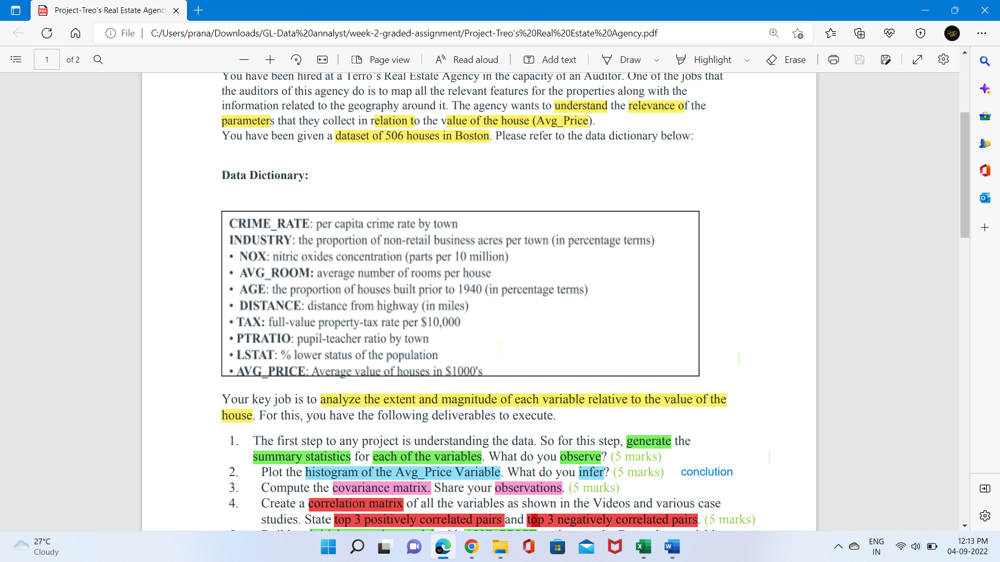 Project-Treo's Real Estate Agenc
File
C:/Users/prana/Downloads/GL-Data%20annalyst/week-2-graded-assignment/Project-Treo's%20Real%20Estate%20Agency.pdf
1 of 2
Page view
Read aloud
Add text
Draw
Highlight
Erase
You have been hired at a Terro's Real Estate Agency in the capacity of an Auditor. One of the jobs that
the auditors of this agency do is to map all the relevant features for the properties along with the
information related to the geography around it. The agency wants to understand the relevance of the
parameters that they collect in relation to the value of the house (Avg_Price).
You have been given a dataset of 506 houses in Boston. Please refer to the data dictionary below:
Data Dictionary:
CRIME_RATE: per capita crime rate by town
INDUSTRY: the proportion of non-retail business acres per town (in percentage terms)
• NOX: nitric oxides concentration (parts per 10 million)
• AVG_ROOM: average number of rooms per house
• AGE: the proportion of houses built prior to 1940 (in percentage terms)
• DISTANCE: distance from highway (in miles)
• TAX: full-value property-tax rate per $10,000
• PTRATIO: pupil-teacher ratio by town
• LSTAT: % lower status of the population
• AVG_PRICE: Average value of houses in $1000's
Your key job is to analyze the extent and magnitude of each variable relative to the value of the
house. For this, you have the following deliverables to execute.
1. The first step to any project is understanding the data. So for this step, generate the
summary statistics for each of the variables. What do you observe? (5 marks)
2. Plot the histogram of the Avg_Price Variable. What do you infer? (5 marks) conclution
3. Compute the covariance matrix. Share your observations. (5 marks)
4. Create a correlation matrix of all the variables as shown in the Videos and various case
studies. State top 3 positively correlated pairs and top 3 negatively correlated pairs. (5 marks)
27°C
Cloudy
ENG
IN
12:13 PM
04-09-2022